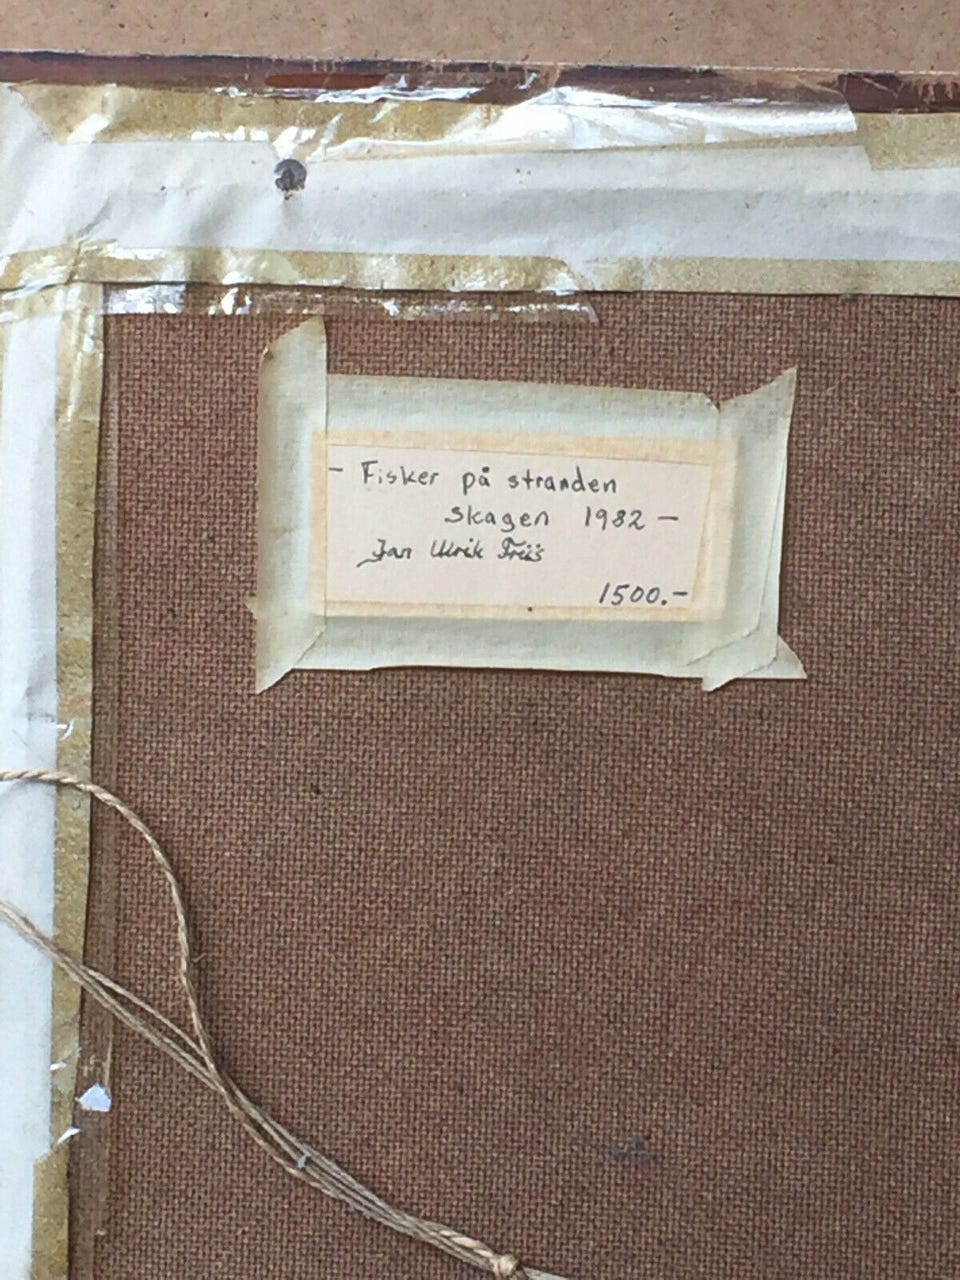 - Fisker på stranden
Skagen 1982 -
Jan Ulrik Friis
1500.-